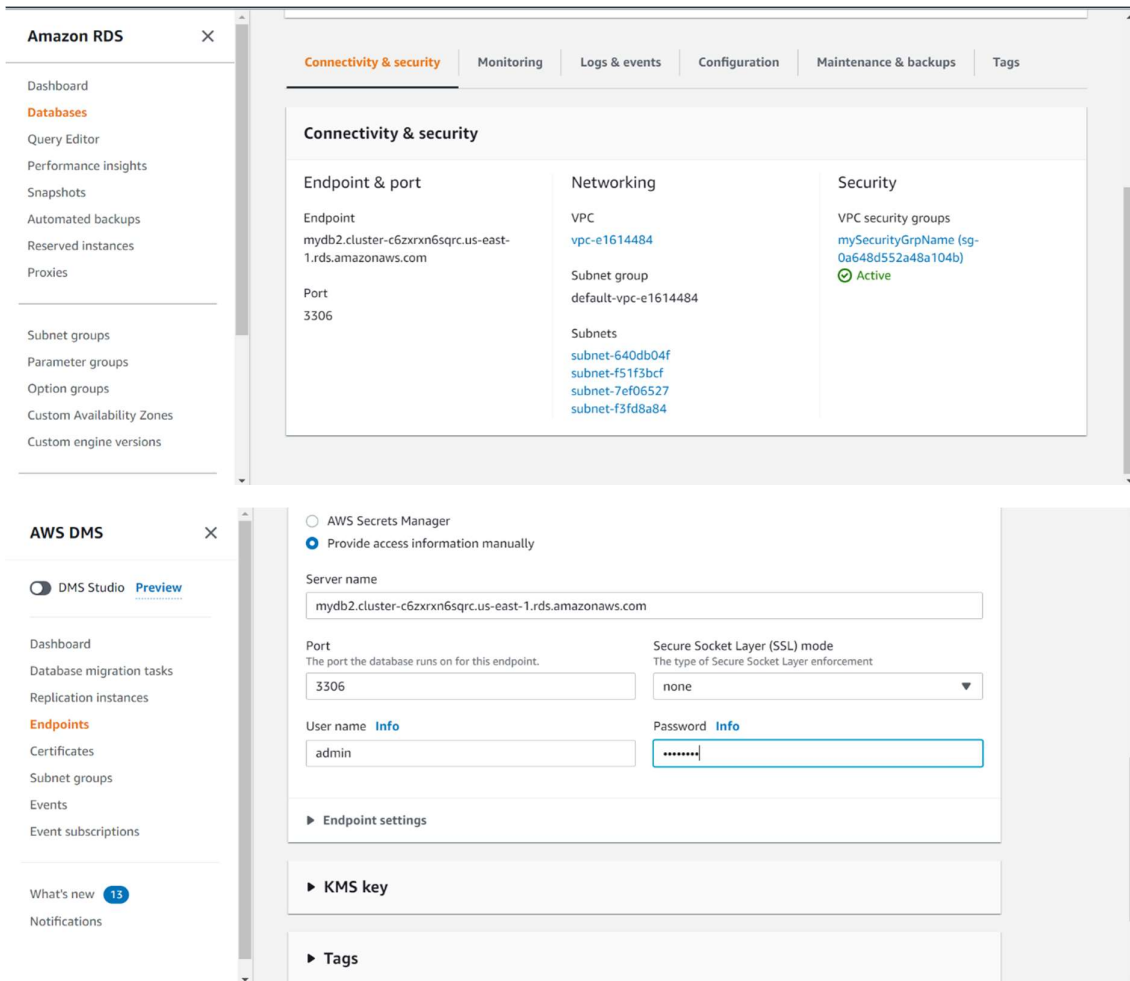 Amazon RDS
Dashboard
Databases
Query Editor
Performance insights
Snapshots
Automated backups
Reserved instances
Proxies
Subnet groups
Parameter groups
Option groups
Custom Availability Zones
Custom engine versions
Connectivity & security Monitoring Logs & events Configuration Maintenance & backups Tags
Connectivity & security
Endpoint & port
Endpoint
mydb2.cluster-c6zxrxn6sqrc.us-east-
1.rds.amazonaws.com
Port
3306
Networking
VPC
vpc-e1614484
Subnet group
default-vpc-e1614484
Subnets
subnet-640db04f
subnet-f51f3bcf
subnet-7ef06527
subnet-f3fd8a84
Security
VPC security groups
mySecurityGrpName (sg-
0a648d552a48a104b)
Active
AWS DMS
DMS Studio Preview
Dashboard
Database migration tasks
Replication instances
Endpoints
Certificates
Subnet groups
Events
Event subscriptions
What's new 13
Notifications
AWS Secrets Manager
Provide access information manually
Server name
mydb2.cluster-c6zxrxn6sqrc.us-east-1.rds.amazonaws.com
Port
The port the database runs on for this endpoint.
3306
Secure Socket Layer (SSL) mode
The type of Secure Socket Layer enforcement
none
User name Info
admin
Password Info
••••••••
Endpoint settings
KMS key
Tags